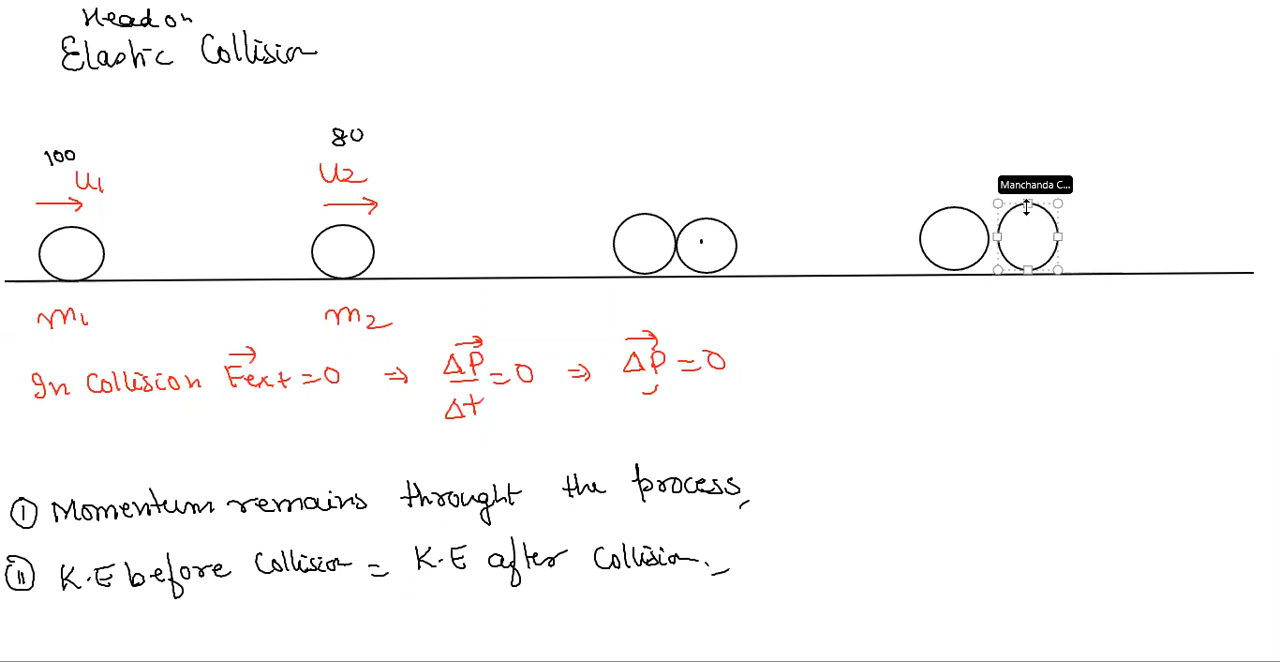 Head on
Elastic Collision
80
100
U1
U2
Manchanda C...
m1
m2
In Collision F⃗ext = 0 ⇒ ΔP⃗/Δt = 0 ⇒ ΔP⃗ = 0
① Momentum remains throught the process,
② K.E before Collision = K.E after Collision.